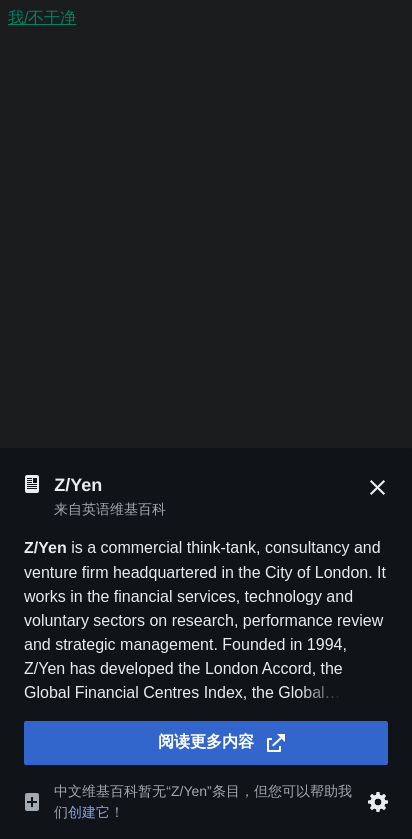 我/不干净
Z/Yen
来自英语维基百科
Z/Yen is a commercial think-tank, consultancy and
venture firm headquartered in the City of London. It
works in the financial services, technology and
voluntary sectors on research, performance review
and strategic management. Founded in 1994,
Z/Yen has developed the London Accord, the
Global Financial Centres Index, the Global…
阅读更多内容
中文维基百科暂无“Z/Yen”条目，但您可以帮助我
们创建它！